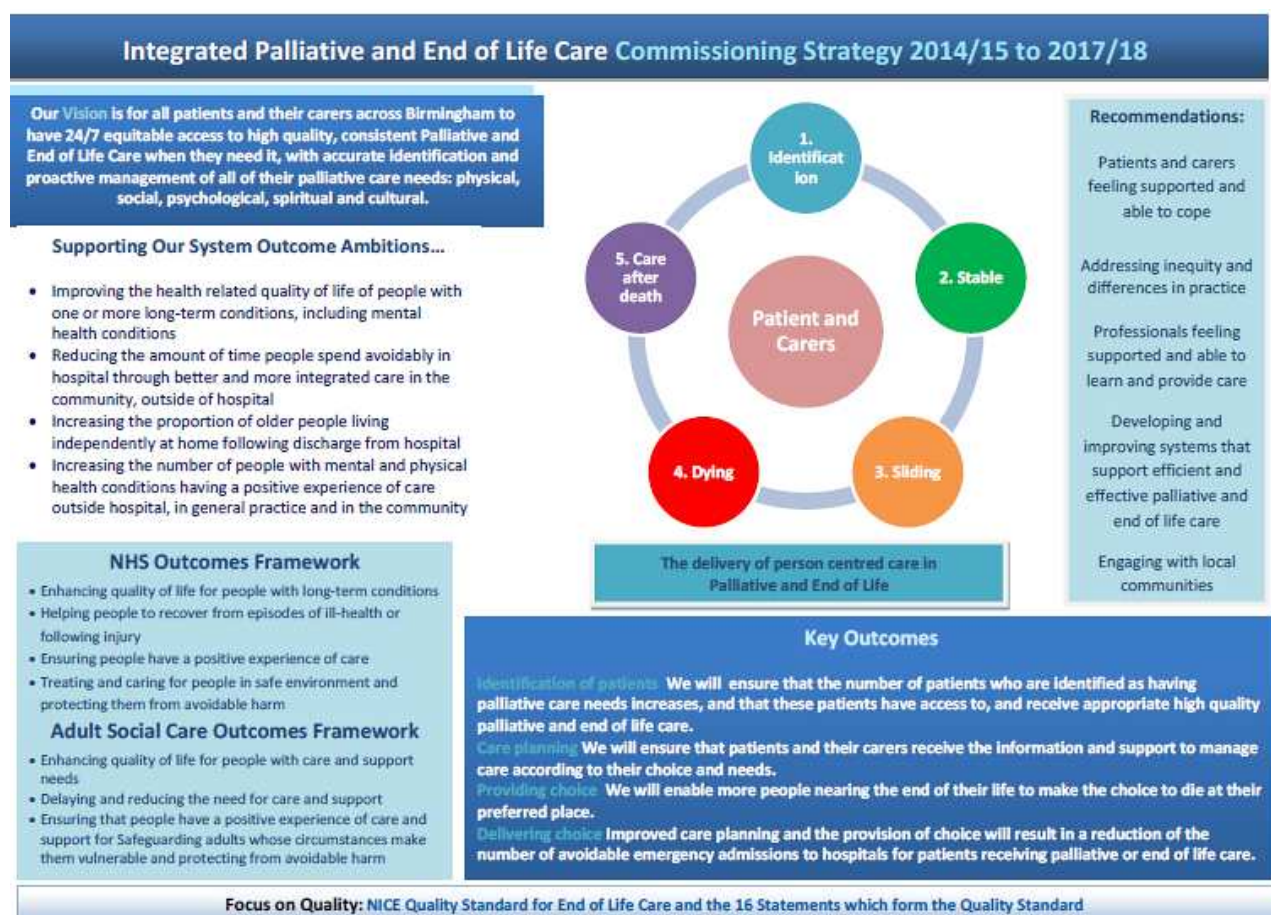 Integrated Palliative and End of Life Care Commissioning Strategy 2014/15 to 2017/18
Our Vision is for all patients and their carers across Birmingham to
have 24/7 equitable access to high quality, consistent Palliative and
End of Life Care when they need it, with accurate identification and
proactive management of all of their palliative care needs: physical,
social, psychological, spiritual and cultural.
Supporting Our System Outcome Ambitions...
• Improving the health related quality of life of people with
one or more long-term conditions, including mental
health conditions
• Reducing the amount of time people spend avoidably in
hospital through better and more integrated care in the
community, outside of hospital
• Increasing the proportion of older people living
independently at home following discharge from hospital
• Increasing the number of people with mental and physical
health conditions having a positive experience of care
outside hospital, in general practice and in the community
NHS Outcomes Framework
• Enhancing quality of life for people with long-term conditions
• Helping people to recover from episodes of ill-health or
following injury
• Ensuring people have a positive experience of care
• Treating and caring for people in safe environment and
protecting them from avoidable harm
Adult Social Care Outcomes Framework
• Enhancing quality of life for people with care and support
needs
• Delaying and reducing the need for care and support
• Ensuring that people have a positive experience of care and
support for Safeguarding adults whose circumstances make
them vulnerable and protecting from avoidable harm
1.
Identificat
ion
2. Stable
3. Sliding
4. Dying
5. Care
after
death
Patient and
Carers
The delivery of person centred care in
Palliative and End of Life
Recommendations:
Patients and carers
feeling supported and
able to cope
Addressing inequity and
differences in practice
Professionals feeling
supported and able to
learn and provide care
Developing and
improving systems that
support efficient and
effective palliative and
end of life care
Engaging with local
communities
Key Outcomes
Identification of patients We will ensure that the number of patients who are identified as having
palliative care needs increases, and that these patients have access to, and receive appropriate high quality
palliative and end of life care.
Care planning We will ensure that patients and their carers receive the information and support to manage
care according to their choice and needs.
Providing choice We will enable more people nearing the end of their life to make the choice to die at their
preferred place.
Delivering choice Improved care planning and the provision of choice will result in a reduction of the
number of avoidable emergency admissions to hospitals for patients receiving palliative or end of life care.
Focus on Quality: NICE Quality Standard for End of Life Care and the 16 Statements which form the Quality Standard